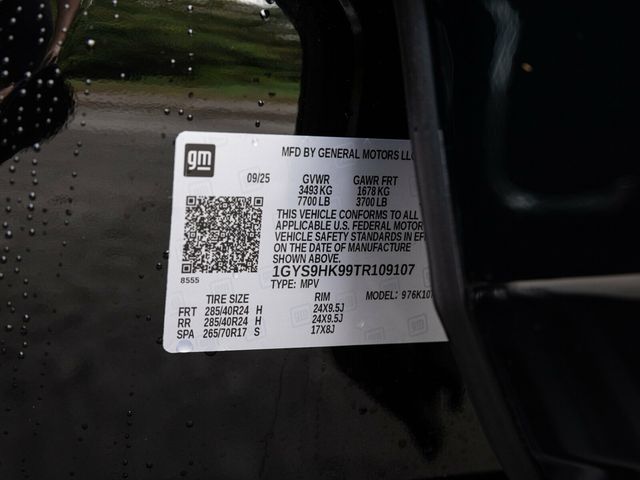 gm
MFD BY GENERAL MOTORS LLC
09/25 GVWR GAWR FRT
3493 KG 1678 KG
7700 LB 3700 LB
THIS VEHICLE CONFORMS TO ALL
APPLICABLE U.S. FEDERAL MOTOR
VEHICLE SAFETY STANDARDS IN EF
ON THE DATE OF MANUFACTURE
SHOWN ABOVE.
8555
1GYS9HK99TR109107
TYPE: MPV
TIRE SIZE RIM MODEL: 976K10
FRT 285/40R24 H 24X9.5J
RR 285/40R24 H 24X9.5J
SPA 265/70R17 S 17X8J